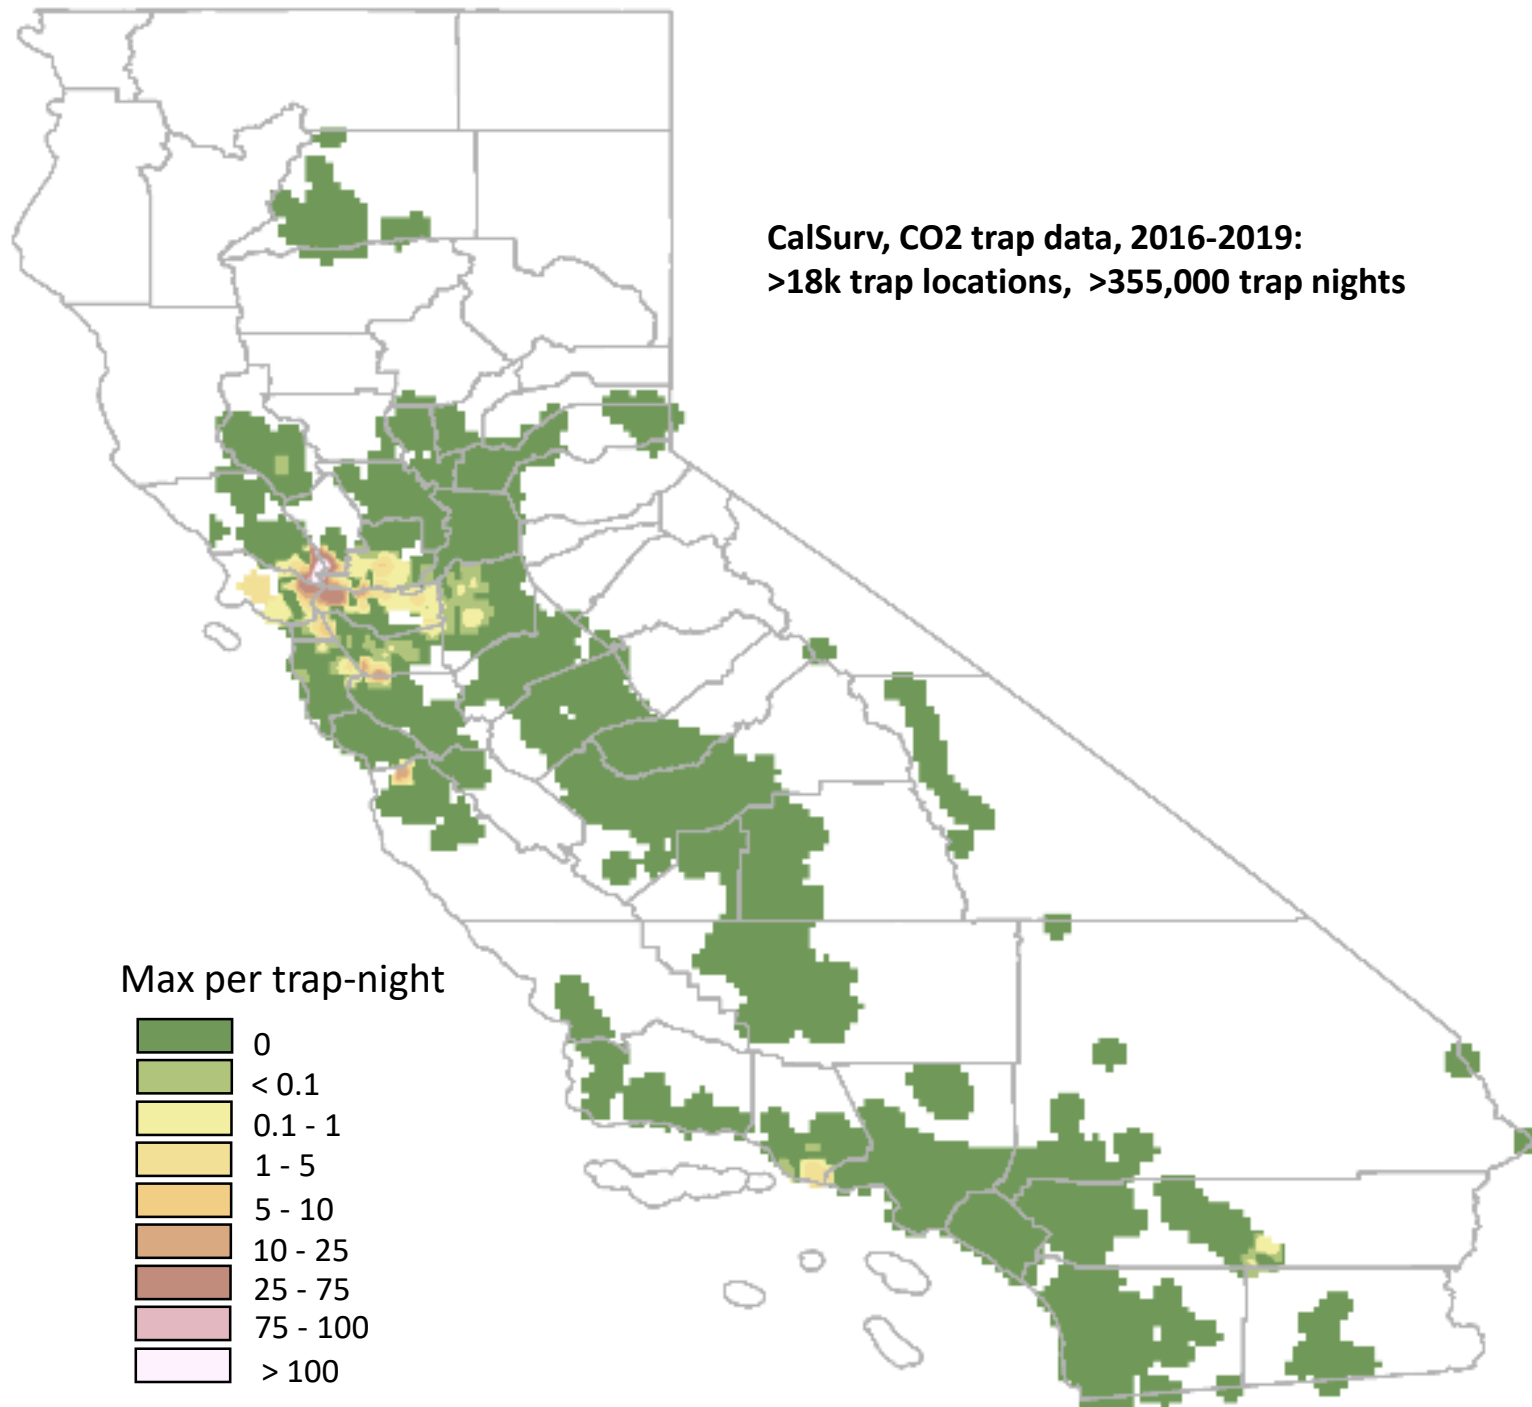 CalSurv, CO2 trap data, 2016-2019:
>18k trap locations, >355,000 trap nights
Max per trap-night
0
< 0.1
0.1 - 1
1 - 5
5 - 10
10 - 25
25 - 75
75 - 100
> 100